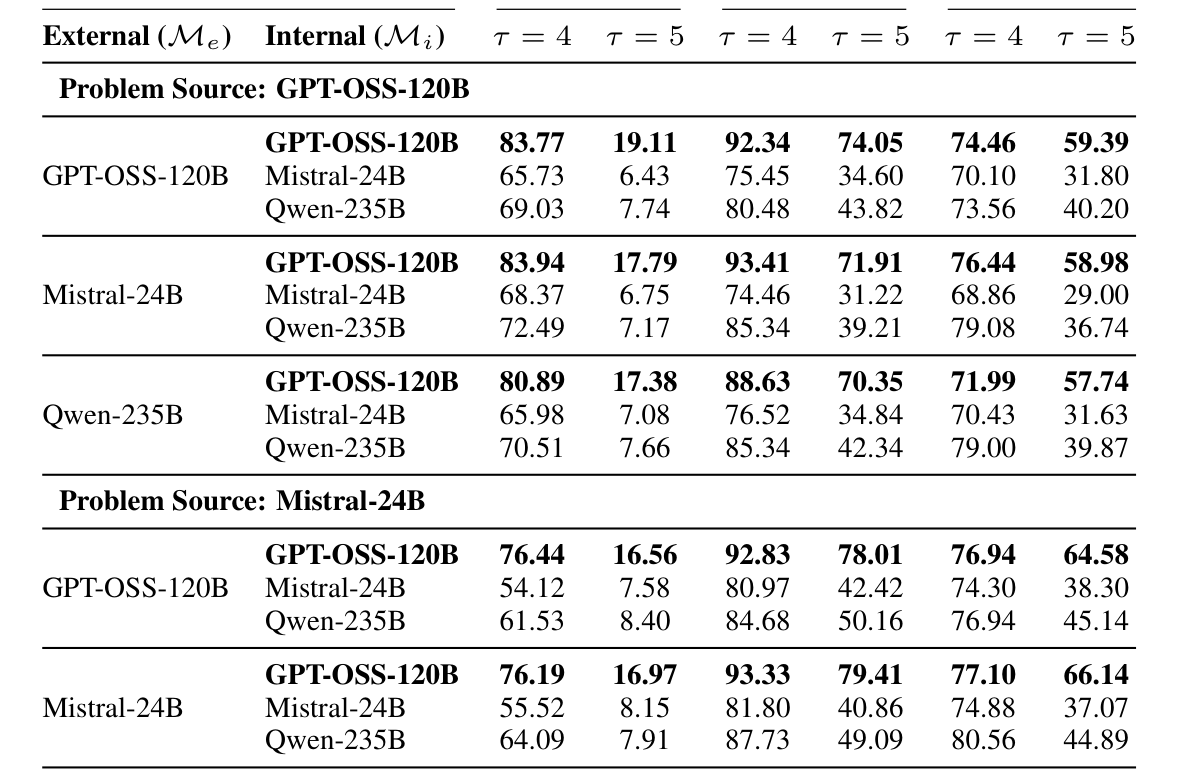 External (ℳe) Internal (ℳi) τ = 4 τ = 5 τ = 4 τ = 5 τ = 4 τ = 5
Problem Source: GPT-OSS-120B
GPT-OSS-120B 83.77 19.11 92.34 74.05 74.46 59.39
GPT-OSS-120B Mistral-24B 65.73 6.43 75.45 34.60 70.10 31.80
Qwen-235B 69.03 7.74 80.48 43.82 73.56 40.20
GPT-OSS-120B 83.94 17.79 93.41 71.91 76.44 58.98
Mistral-24B Mistral-24B 68.37 6.75 74.46 31.22 68.86 29.00
Qwen-235B 72.49 7.17 85.34 39.21 79.08 36.74
GPT-OSS-120B 80.89 17.38 88.63 70.35 71.99 57.74
Qwen-235B Mistral-24B 65.98 7.08 76.52 34.84 70.43 31.63
Qwen-235B 70.51 7.66 85.34 42.34 79.00 39.87
Problem Source: Mistral-24B
GPT-OSS-120B 76.44 16.56 92.83 78.01 76.94 64.58
GPT-OSS-120B Mistral-24B 54.12 7.58 80.97 42.42 74.30 38.30
Qwen-235B 61.53 8.40 84.68 50.16 76.94 45.14
GPT-OSS-120B 76.19 16.97 93.33 79.41 77.10 66.14
Mistral-24B Mistral-24B 55.52 8.15 81.80 40.86 74.88 37.07
Qwen-235B 64.09 7.91 87.73 49.09 80.56 44.89